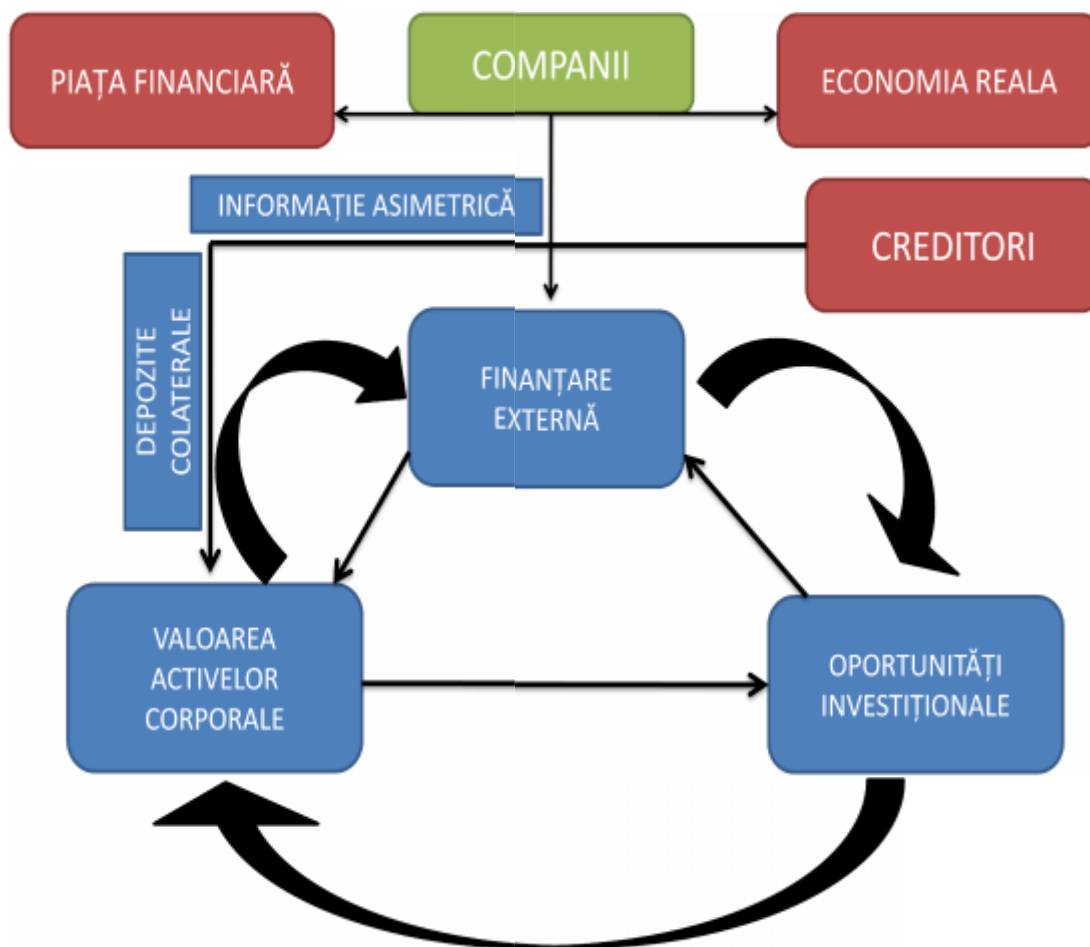 PIAȚA FINANCIARĂ
COMPANII
ECONOMIA REALA
INFORMAȚIE ASIMETRICĂ
CREDITORI
DEPOZITE
COLATERALE
FINANȚARE
EXTERNĂ
VALOAREA
ACTIVELOR
CORPORALE
OPORTUNITĂȚI
INVESTIȚIONALE